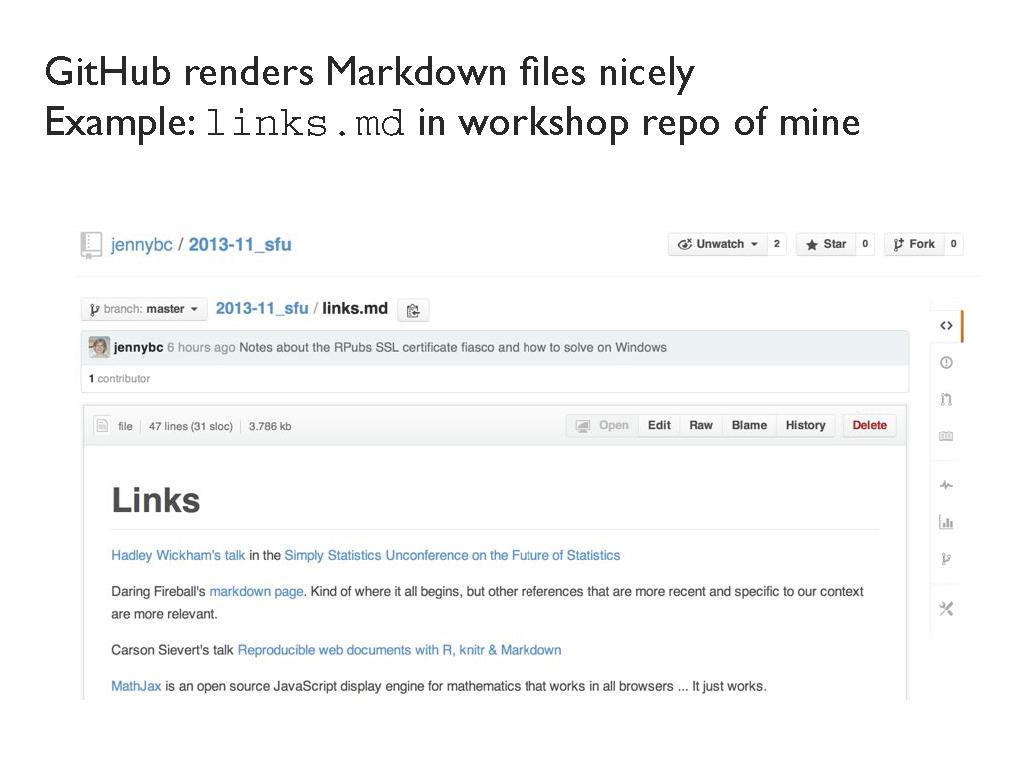 GitHub renders Markdown files nicely
Example: links.md in workshop repo of mine
jennybc / 2013-11_sfu
Unwatch 2 Star 0 Fork 0
branch: master 2013-11_sfu / links.md
jennybc 6 hours ago Notes about the RPubs SSL certificate fiasco and how to solve on Windows
1 contributor
file 47 lines (31 sloc) 3.786 kb Open Edit Raw Blame History Delete
Links
Hadley Wickham's talk in the Simply Statistics Unconference on the Future of Statistics
Daring Fireball's markdown page. Kind of where it all begins, but other references that are more recent and specific to our context
are more relevant.
Carson Sievert's talk Reproducible web documents with R, knitr & Markdown
MathJax is an open source JavaScript display engine for mathematics that works in all browsers ... It just works.